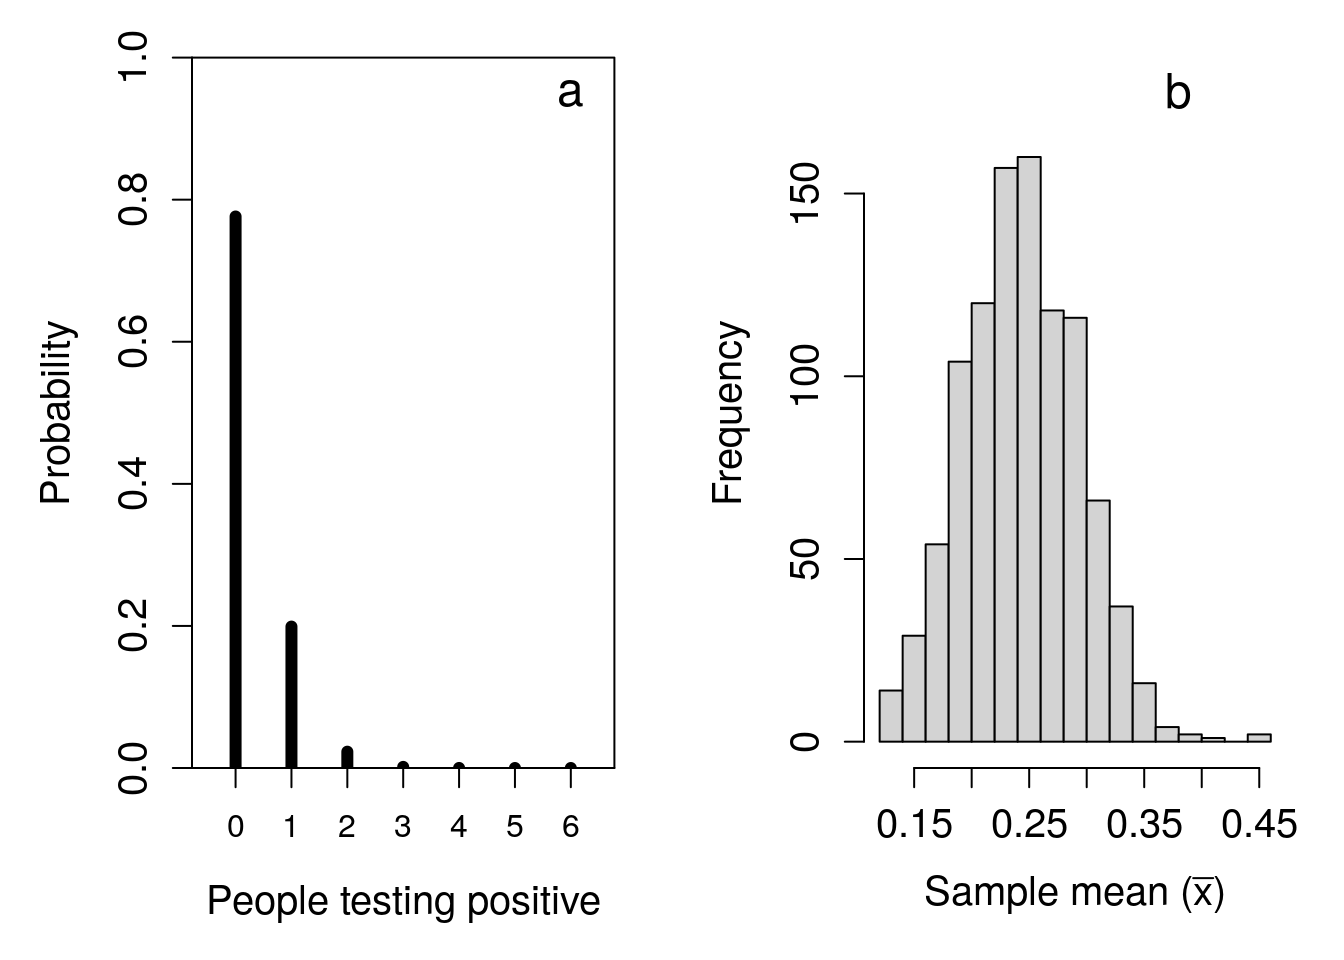 a
1.0
0.8
0.6
0.4
0.2
0.0
Probability
0 1 2 3 4 5 6
People testing positive
b
150
100
50
0
Frequency
0.15 0.25 0.35 0.45
Sample mean (x̅)